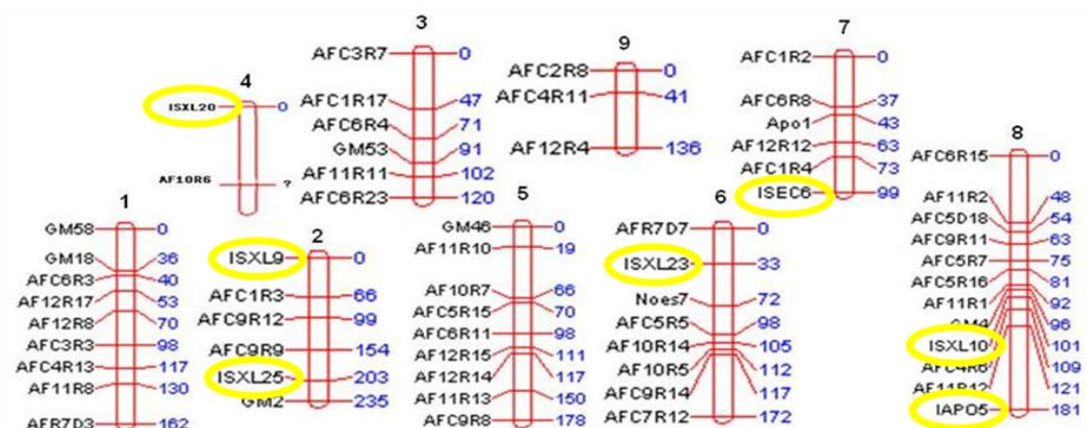 4
ISXL20 0
AF10R6 ?
3
AFC3R7 0
AFC1R17 47
AFC6R4 71
GM53 91
AF11R11 102
AFC6R23 120
9
AFC2R8 0
AFC4R11 41
AF12R4 136
7
AFC1R2 0
AFC6R8 37
Apo1 43
AF12R12 63
AFC1R4 73
ISEC6 99
1
GM58 0
GM18 36
AFC6R3 40
AF12R17 53
AF12R8 70
AFC3R3 98
AFC4R13 117
AF11R8 130
AFR7D3 162
2
ISXL9 0
AFC1R3 66
AFC9R12 99
AFC9R9 154
ISXL25 203
GM2 235
5
GM46 0
AF11R10 19
AF10R7 66
AFC5R15 70
AFC6R11 98
AF12R15 111
AF12R14 117
AF11R13 150
AFC9R8 178
6
AFR7D7 0
ISXL23 33
Noes7 72
AFC5R5 98
AF10R14 105
AF10R5 112
AFC9R14 117
AFC7R12 172
8
AFC6R15 0
AF11R2 48
AFC5D18 54
AFC9R11 63
AFC5R7 75
AFC5R16 81
AF11R1 92
GM4 96
ISXL10 101
AFC4R6 109
AF11R12 121
IAPO5 181